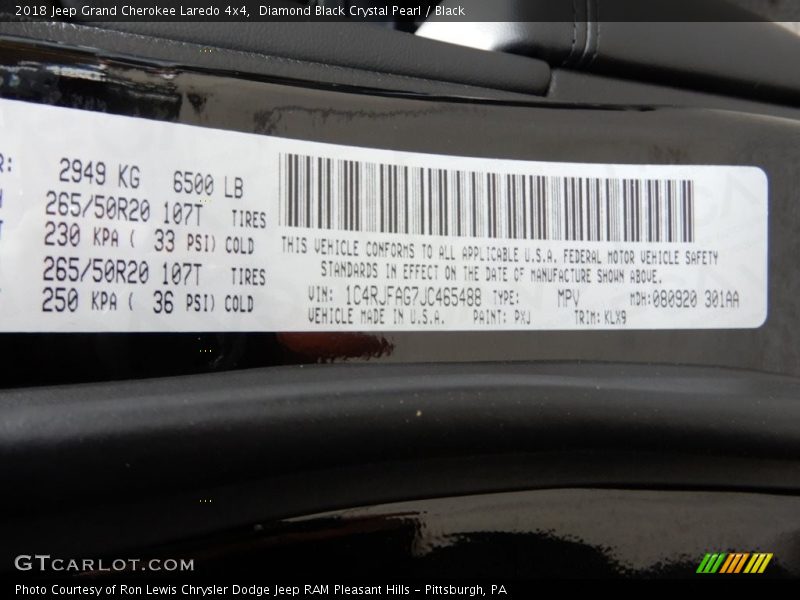 2018 Jeep Grand Cherokee Laredo 4x4,  Diamond Black Crystal Pearl / Black
R:
2949 KG 6500 LB
265/50R20 107T TIRES
230 KPA ( 33 PSI) COLD
265/50R20 107T TIRES
250 KPA ( 36 PSI) COLD
THIS VEHICLE CONFORMS TO ALL APPLICABLE U.S.A. FEDERAL MOTOR VEHICLE SAFETY
STANDARDS IN EFFECT ON THE DATE OF MANUFACTURE SHOWN ABOVE.
VIN: 1C4RJFAG7JC465488 TYPE: MPV MDH:080920 301AA
VEHICLE MADE IN U.S.A. PAINT: PXJ TRIM:KLX9
GTCARLOT.COM
Photo Courtesy of Ron Lewis Chrysler Dodge Jeep RAM Pleasant Hills - Pittsburgh, PA